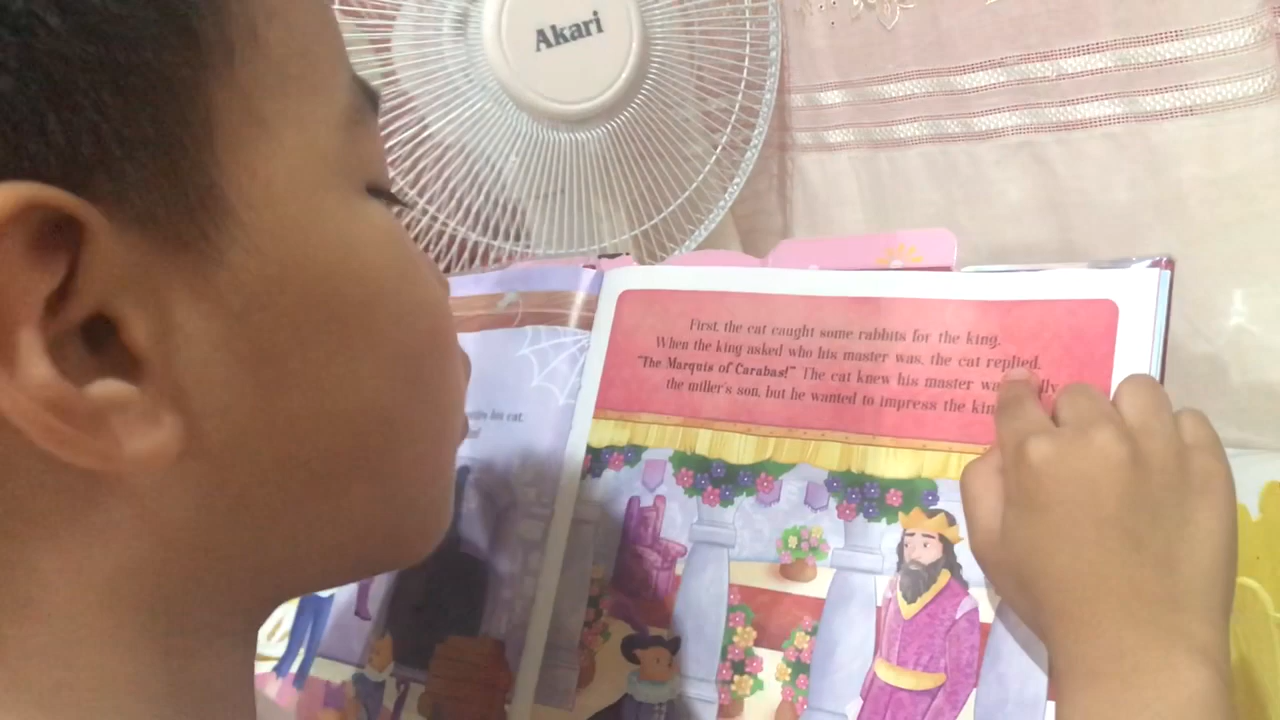 Akari
First, the cat caught some rabbits for the king.
When the king asked who his master was, the cat replied,
"The Marquis of Carabas!" The cat knew his master
the miller's son, but he wanted to impress the
his cat.